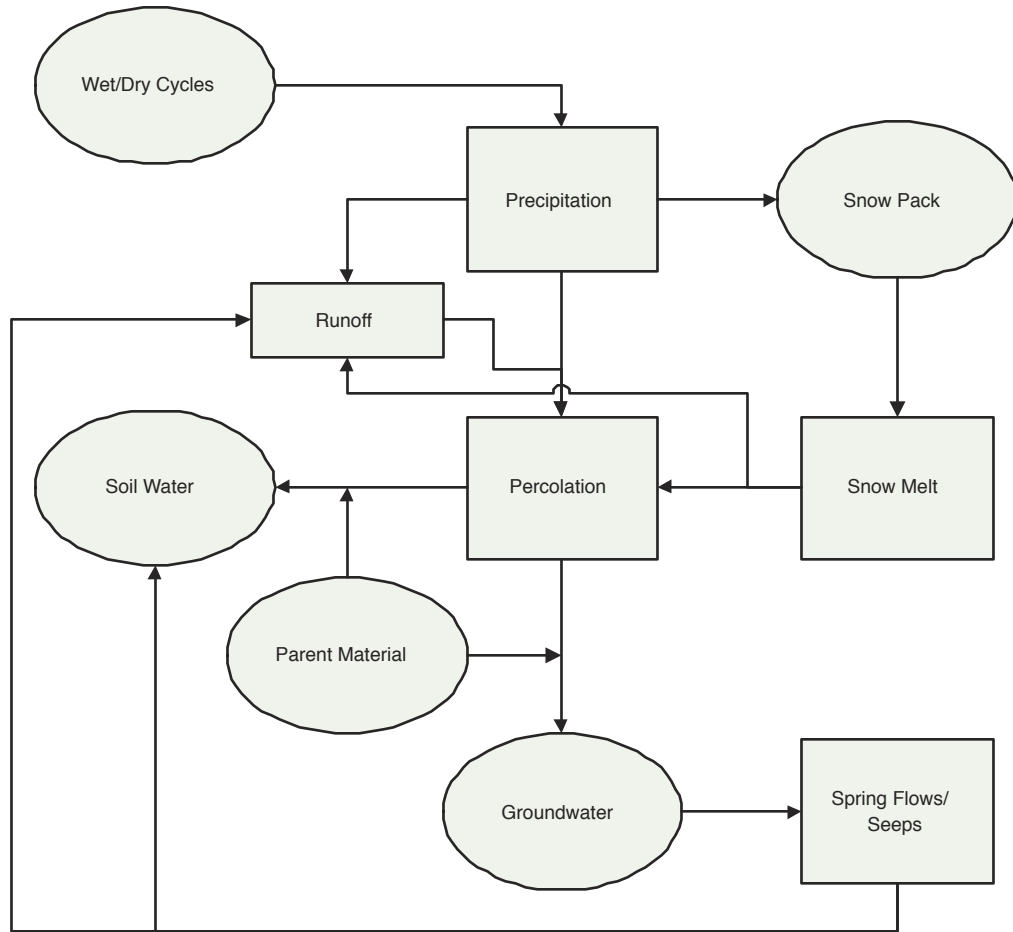 Wet/Dry Cycles
Precipitation
Snow Pack
Runoff
Soil Water
Percolation
Snow Melt
Parent Material
Groundwater
Spring Flows/
Seeps